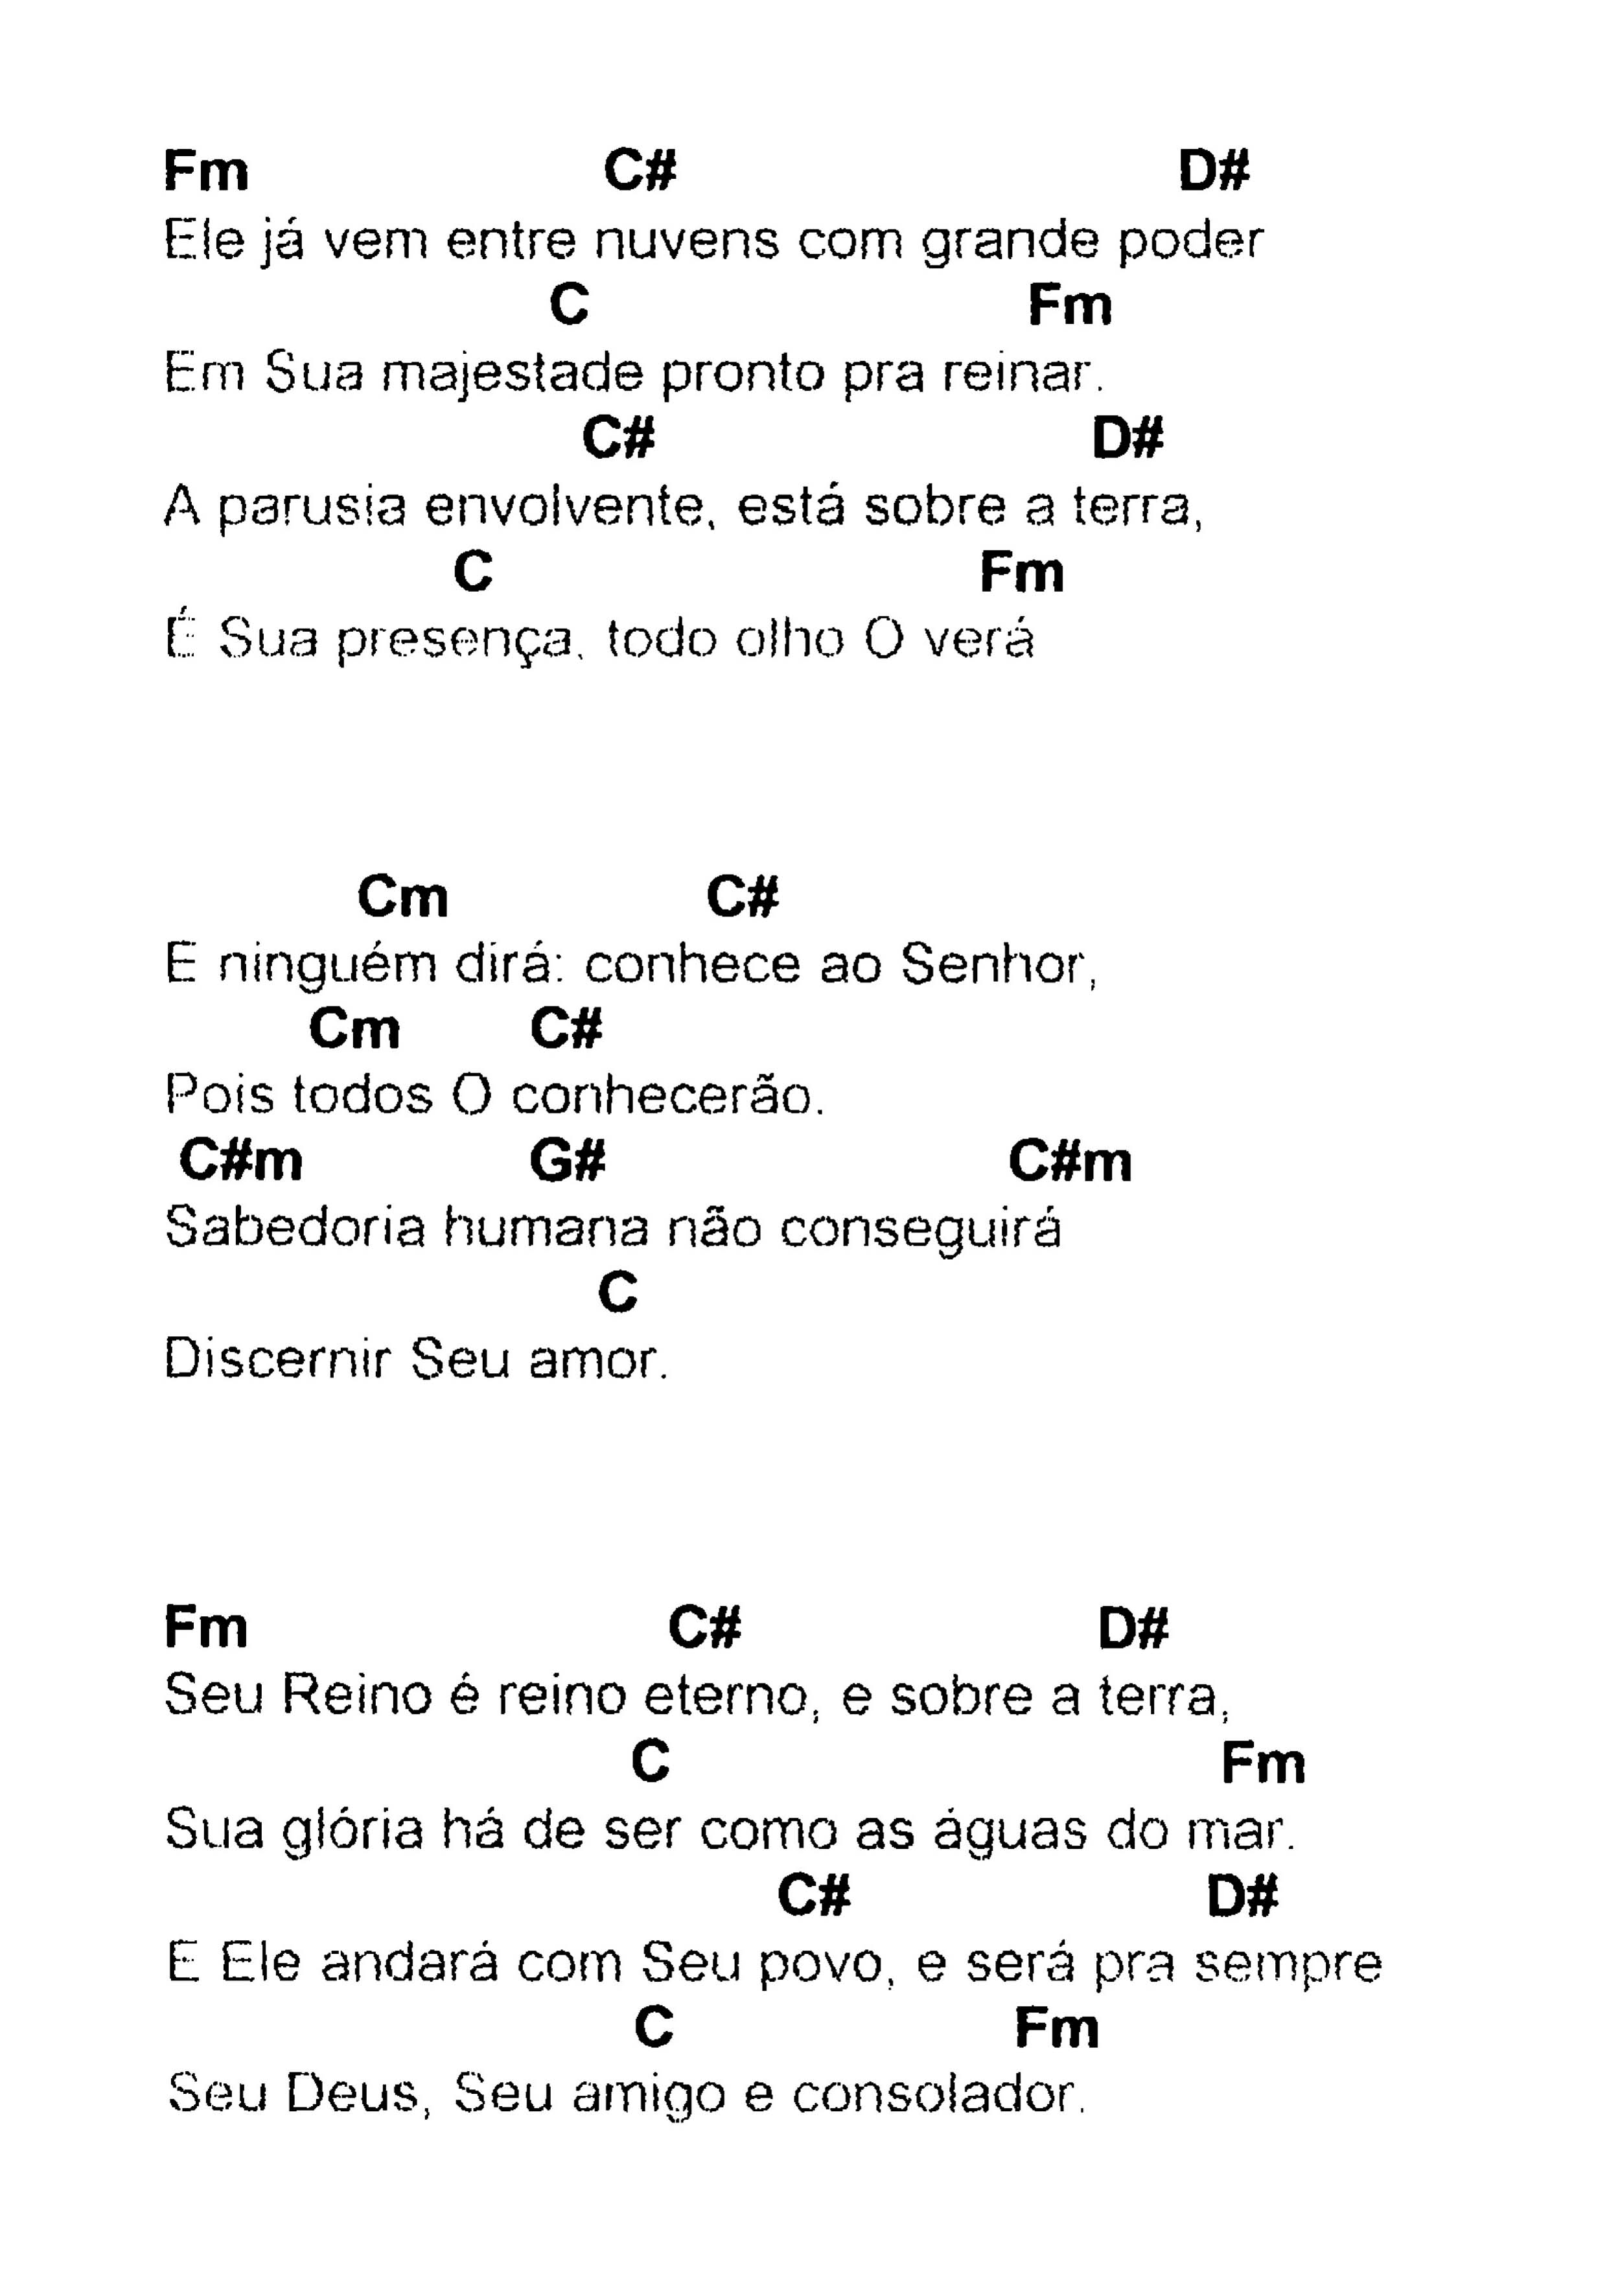 Fm C# D#
Ele já vem entre nuvens com grande poder
C Fm
Em Sua majestade pronto pra reinar.
C# D#
A parusia envolvente, está sobre a terra,
C Fm
É Sua presença, todo olho O verá
Cm C#
E ninguém dirá: conhece ao Senhor,
Cm C#
Pois todos O conhecerão.
C#m G# C#m
Sabedoria humana não conseguirá
C
Discernir Seu amor.
Fm C# D#
Seu Reino é reino eterno, e sobre a terra,
C Fm
Sua glória há de ser como as águas do mar.
C# D#
E Ele andará com Seu povo, e será pra sempre
C Fm
Seu Deus, Seu amigo e consolador.